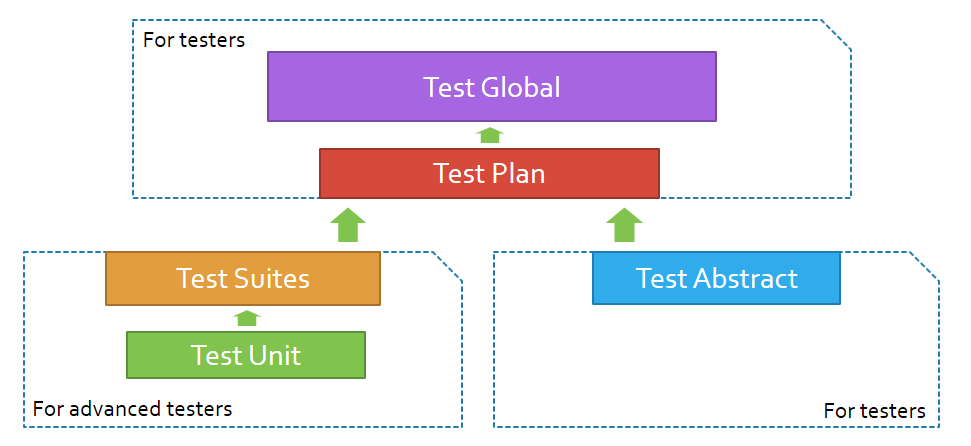 For testers
Test Global
Test Plan
Test Suites
Test Abstract
Test Unit
For advanced testers
For testers